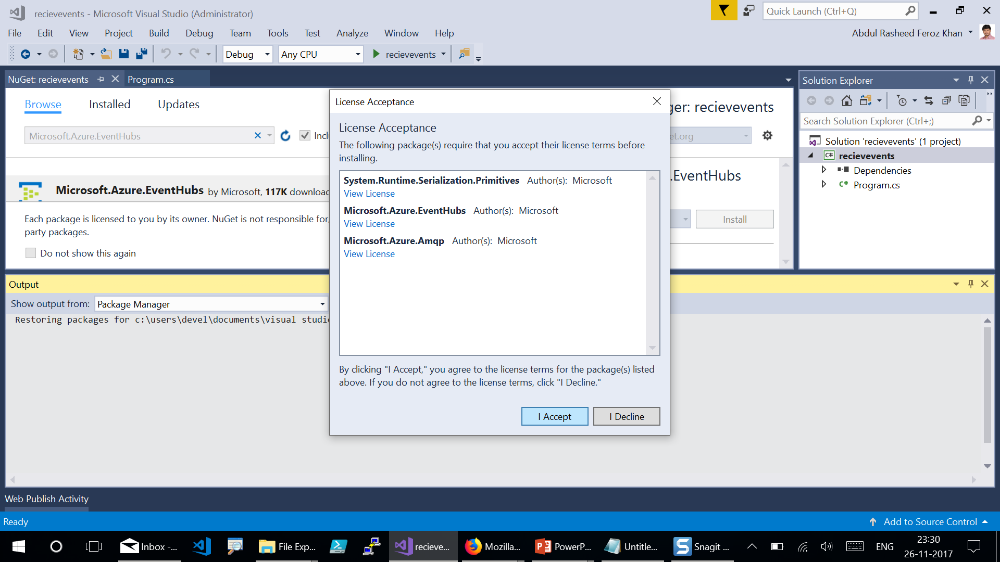 recievevents - Microsoft Visual Studio (Administrator)
Quick Launch (Ctrl+Q)
File Edit View Project Build Debug Team Tools Test Analyze Window Help
Abdul Rasheed Feroz Khan
Debug Any CPU recievevents
NuGet: recievevents Program.cs
Browse Installed Updates
ger: recievevents
Microsoft.Azure.EventHubs
Incl
et.org
Microsoft.Azure.EventHubs by Microsoft, 117K downloac
.EventHubs
Each package is licensed to you by its owner. NuGet is not responsible for,
party packages.
Install
Do not show this again
License Acceptance
License Acceptance
The following package(s) require that you accept their license terms before
installing.
System.Runtime.Serialization.Primitives Author(s): Microsoft
View License
Microsoft.Azure.EventHubs Author(s): Microsoft
View License
Microsoft.Azure.Amqp Author(s): Microsoft
View License
By clicking "I Accept," you agree to the license terms for the package(s) listed
above. If you do not agree to the license terms, click "I Decline."
I Accept I Decline
Solution Explorer
Search Solution Explorer (Ctrl+;)
Solution 'recievevents' (1 project)
C# recievevents
Dependencies
C# Program.cs
Output
Show output from: Package Manager
Restoring packages for c:\users\devel\documents\visual studio
Web Publish Activity
Ready
Add to Source Control
Inbox -...
File Exp...
recieve...
Mozilla...
PowerP...
Untitle...
Snagit ...
ENG
23:30
26-11-2017